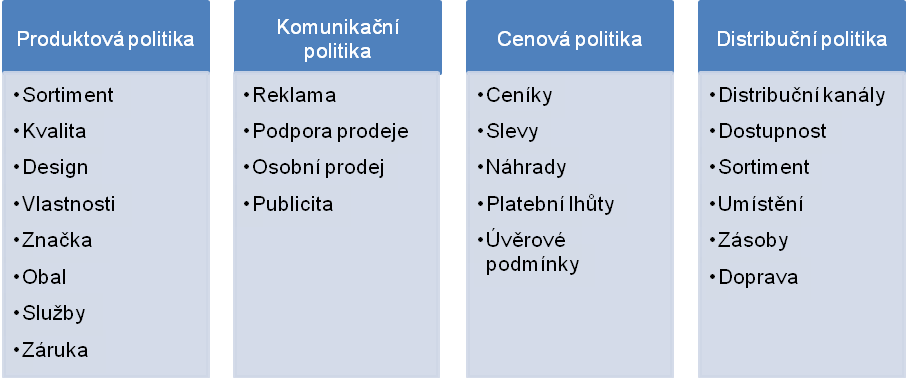 Produktová politika
•Sortiment
•Kvalita
•Design
•Vlastnosti
•Značka
•Obal
•Služby
•Záruka
Komunikační
politika
•Reklama
•Podpora prodeje
•Osobní prodej
•Publicita
Cenová politika
•Ceníky
•Slevy
•Náhrady
•Platební lhůty
•Úvěrové
podmínky
Distribuční politika
•Distribuční kanály
•Dostupnost
•Sortiment
•Umístění
•Zásoby
•Doprava